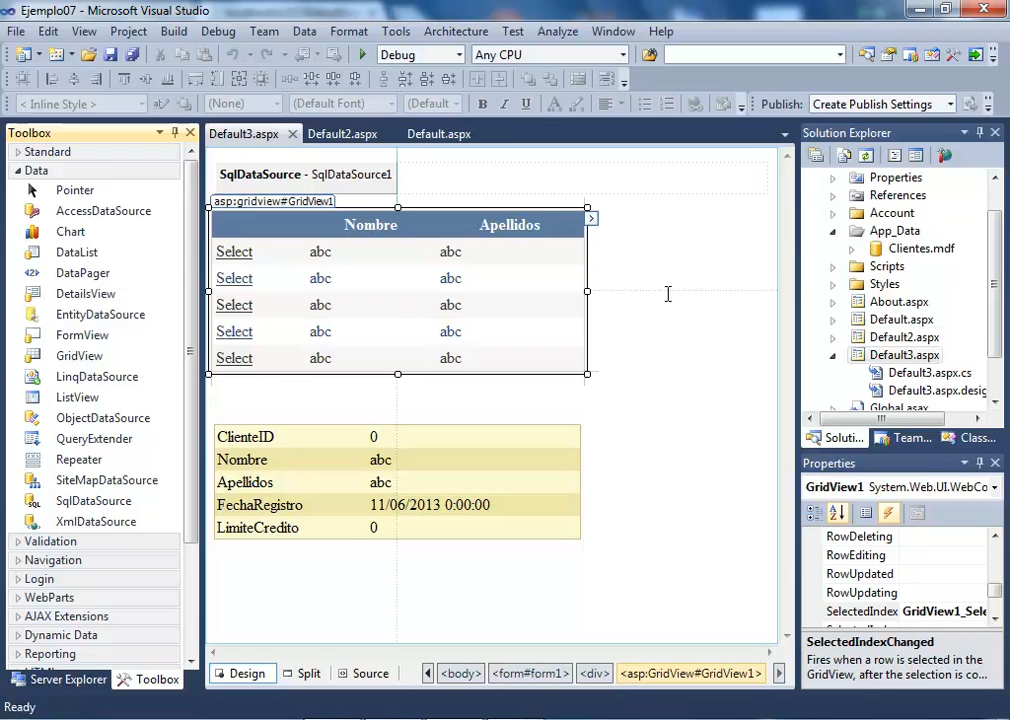 Ejemplo07 - Microsoft Visual Studio
File Edit View Project Build Debug Team Data Format Tools Architecture Test Analyze Window Help
Debug Any CPU
< Inline Style > (None) (Default Font) (Default B I U A Publish: Create Publish Settings
Toolbox
Standard
Data
Pointer
AccessDataSource
Chart
DataList
DataPager
DetailsView
EntityDataSource
FormView
GridView
LinqDataSource
ListView
ObjectDataSource
QueryExtender
Repeater
SiteMapDataSource
SqlDataSource
XmlDataSource
Validation
Navigation
Login
WebParts
AJAX Extensions
Dynamic Data
Reporting
Server Explorer Toolbox
Default3.aspx Default2.aspx Default.aspx
SqlDataSource - SqlDataSource1
asp:gridview#GridView1
Nombre Apellidos
Select abc abc
Select abc abc
Select abc abc
Select abc abc
Select abc abc
ClienteID 0
Nombre abc
Apellidos abc
FechaRegistro 11/06/2013 0:00:00
LimiteCredito 0
Design Split Source <body> <form#form1> <div> <asp:GridView#GridView1>
Solution Explorer
Properties
References
Account
App_Data
Clientes.mdf
Scripts
Styles
About.aspx
Default.aspx
Default2.aspx
Default3.aspx
Default3.aspx.cs
Default3.aspx.desig
Global.asax
Soluti... Team... Class...
Properties
GridView1 System.Web.UI.WebCo
RowDeleting
RowEditing
RowUpdated
RowUpdating
SelectedIndex GridView1_Sele
SelectedIndexChanged
Fires when a row is selected in the
GridView, after the selection is co...
Ready